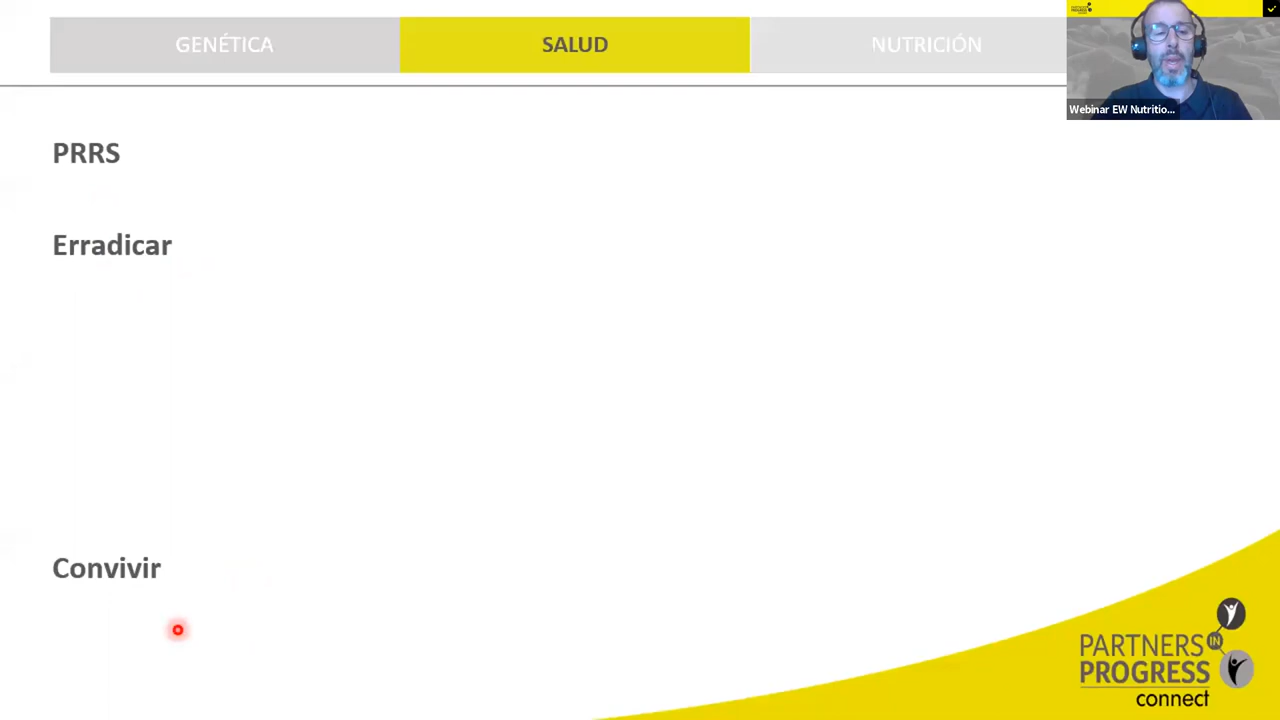 GENÉTICA
SALUD
NUTRICIÓN
Webinar EW Nutritio...
PRRS
Erradicar
Convivir
PARTNERS
IN
PROGRESS
connect